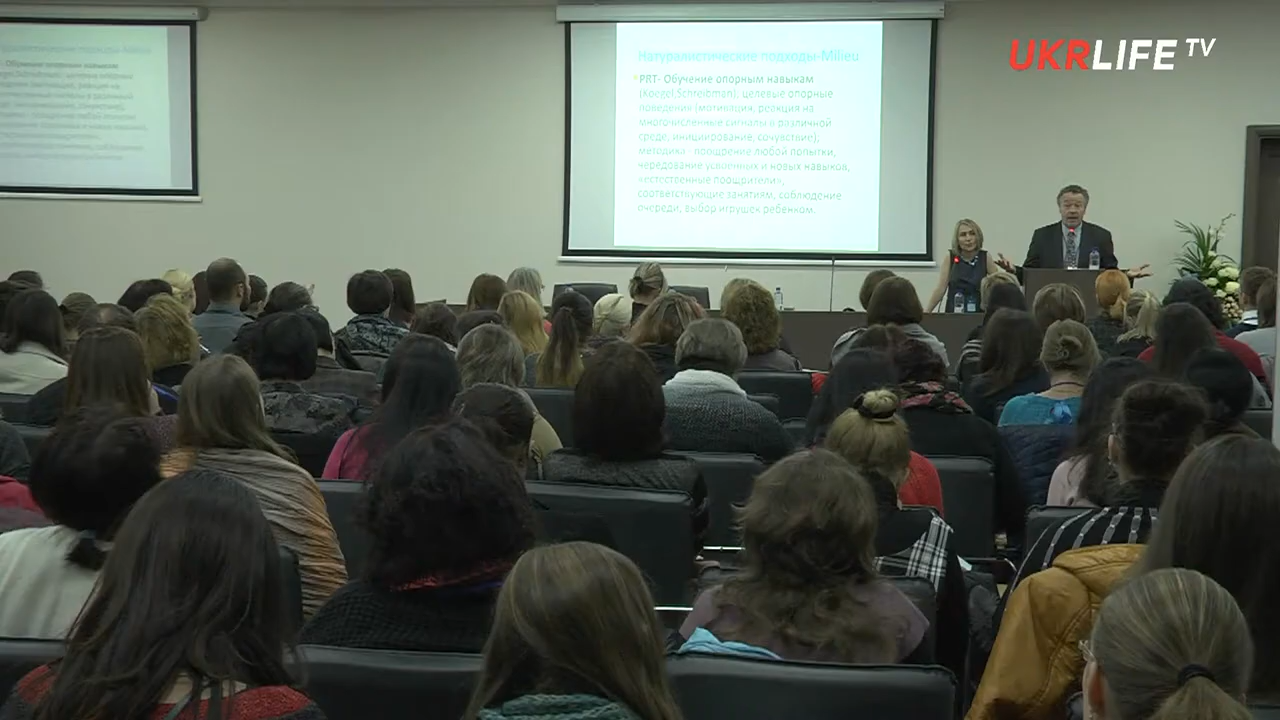 UKRLIFE TV
Натуралистические подходы-Milieu
PRT- Обучение опорным навыкам
(Koegel,Schreibman), целевые опорные
поведения (мотивация, реакция на
многочисленные сигналы в различной
среде, инициирование, сочувствие),
методика - поощрение любой попытки,
чередование усвоенных и новых навыков,
«естественные поощрители»,
соответствующие занятиям, соблюдение
очереди, выбор игрушек ребенком.